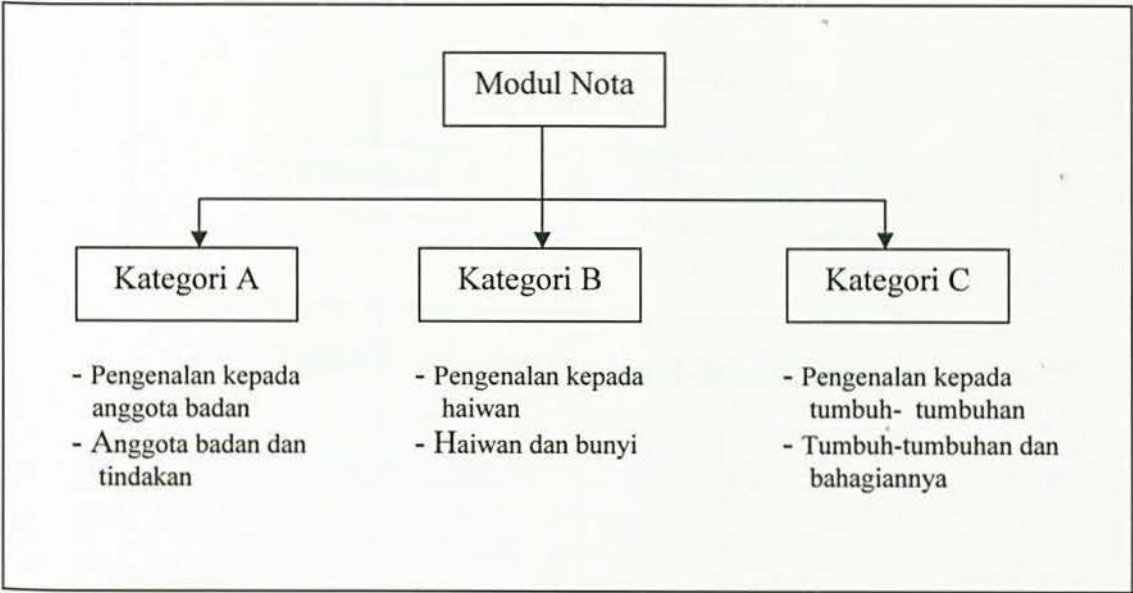 Modul Nota
Kategori A
- Pengenalan kepada
anggota badan
- Anggota badan dan
tindakan
Kategori B
- Pengenalan kepada
haiwan
- Haiwan dan bunyi
Kategori C
- Pengenalan kepada
tumbuh- tumbuhan
- Tumbuh-tumbuhan dan
bahagiannya